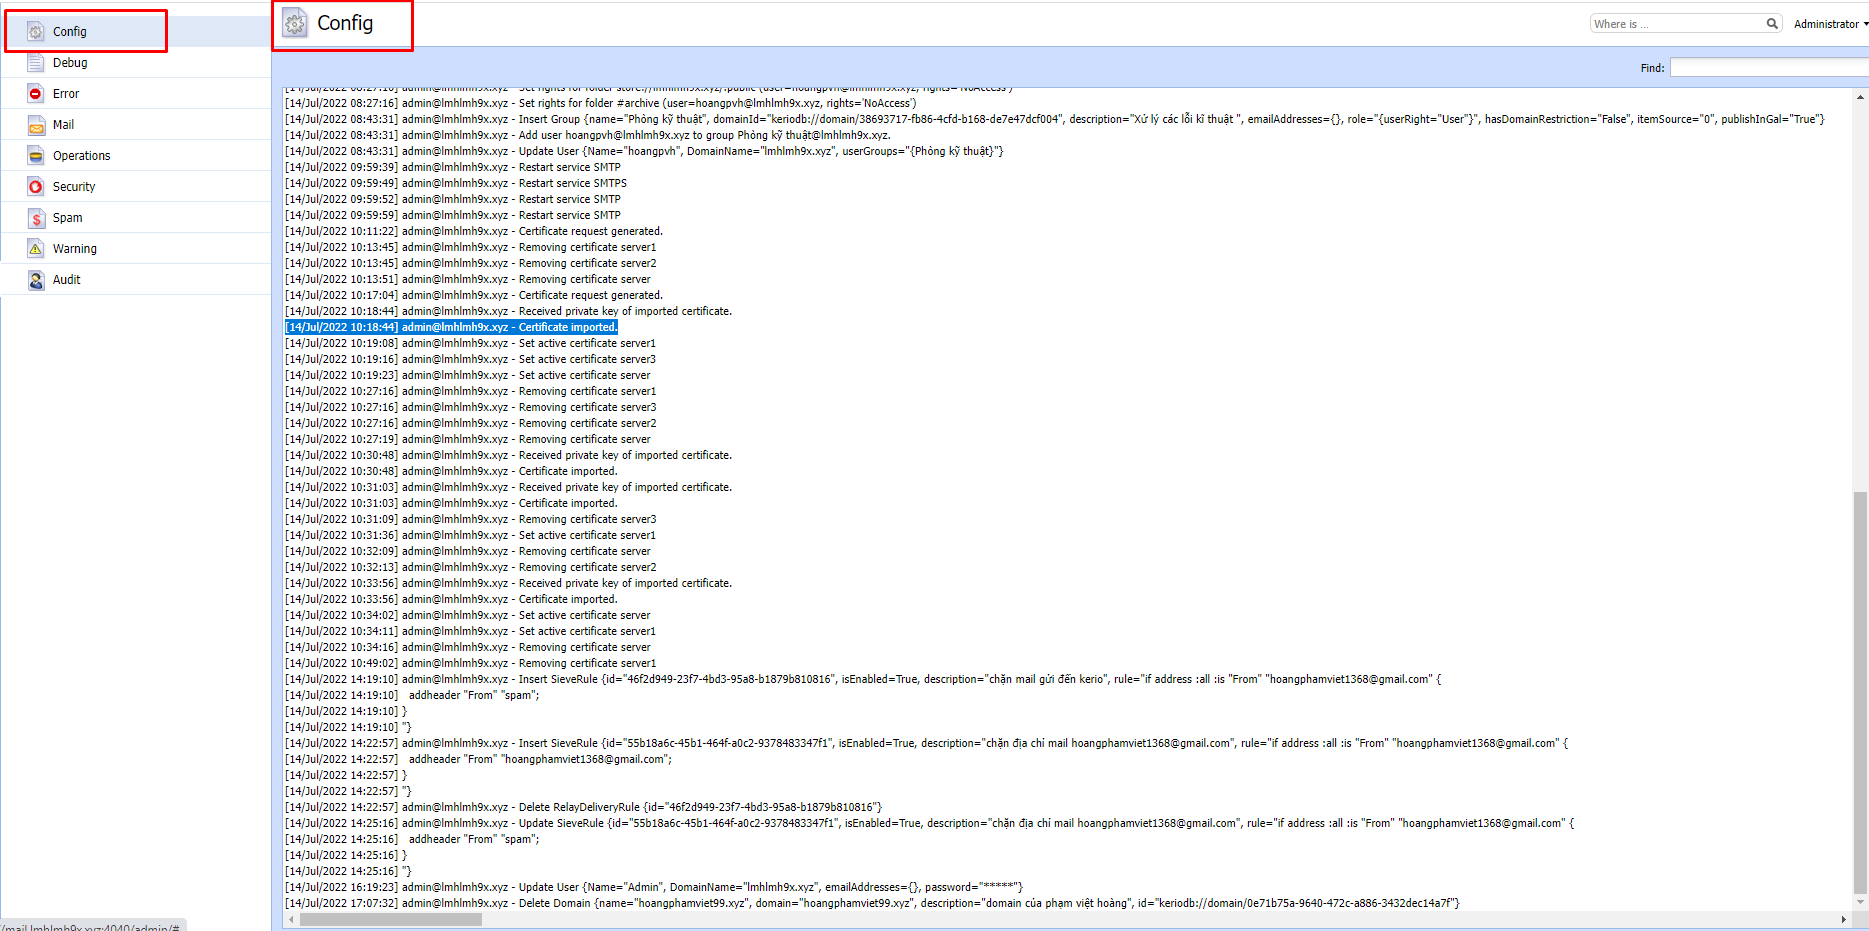 Config
Debug
Error
Mail
Operations
Security
Spam
Warning
Audit
Config
Where is ...
Administrator
Find:
[14/Jul/2022 08:27:16] admin@lmhlmh9x.xyz - Set rights for folder #archive (user=hoangpvh@lmhlmh9x.xyz, rights='NoAccess')
[14/Jul/2022 08:43:31] admin@lmhlmh9x.xyz - Insert Group {name="Phòng kỹ thuật", domainId="keriodb://domain/38693717-fb86-4cfd-b168-de7e47dcf004", description="Xử lý các lỗi kĩ thuật ", emailAddresses={}, role="{userRight="User"}", hasDomainRestriction="False", itemSource="0", publishInGal="True"}
[14/Jul/2022 08:43:31] admin@lmhlmh9x.xyz - Add user hoangpvh@lmhlmh9x.xyz to group Phòng kỹ thuật@lmhlmh9x.xyz.
[14/Jul/2022 08:43:31] admin@lmhlmh9x.xyz - Update User {Name="hoangpvh", DomainName="lmhlmh9x.xyz", userGroups="{Phòng kỹ thuật}"}
[14/Jul/2022 09:59:39] admin@lmhlmh9x.xyz - Restart service SMTP
[14/Jul/2022 09:59:49] admin@lmhlmh9x.xyz - Restart service SMTPS
[14/Jul/2022 09:59:52] admin@lmhlmh9x.xyz - Restart service SMTP
[14/Jul/2022 09:59:59] admin@lmhlmh9x.xyz - Restart service SMTP
[14/Jul/2022 10:11:22] admin@lmhlmh9x.xyz - Certificate request generated.
[14/Jul/2022 10:13:45] admin@lmhlmh9x.xyz - Removing certificate server1
[14/Jul/2022 10:13:45] admin@lmhlmh9x.xyz - Removing certificate server2
[14/Jul/2022 10:13:51] admin@lmhlmh9x.xyz - Removing certificate server
[14/Jul/2022 10:17:04] admin@lmhlmh9x.xyz - Certificate request generated.
[14/Jul/2022 10:18:44] admin@lmhlmh9x.xyz - Received private key of imported certificate.
[14/Jul/2022 10:18:44] admin@lmhlmh9x.xyz - Certificate imported.
[14/Jul/2022 10:19:08] admin@lmhlmh9x.xyz - Set active certificate server1
[14/Jul/2022 10:19:16] admin@lmhlmh9x.xyz - Set active certificate server3
[14/Jul/2022 10:19:23] admin@lmhlmh9x.xyz - Set active certificate server
[14/Jul/2022 10:27:16] admin@lmhlmh9x.xyz - Removing certificate server1
[14/Jul/2022 10:27:16] admin@lmhlmh9x.xyz - Removing certificate server3
[14/Jul/2022 10:27:16] admin@lmhlmh9x.xyz - Removing certificate server2
[14/Jul/2022 10:27:19] admin@lmhlmh9x.xyz - Removing certificate server
[14/Jul/2022 10:30:48] admin@lmhlmh9x.xyz - Received private key of imported certificate.
[14/Jul/2022 10:30:48] admin@lmhlmh9x.xyz - Certificate imported.
[14/Jul/2022 10:31:03] admin@lmhlmh9x.xyz - Received private key of imported certificate.
[14/Jul/2022 10:31:03] admin@lmhlmh9x.xyz - Certificate imported.
[14/Jul/2022 10:31:09] admin@lmhlmh9x.xyz - Removing certificate server3
[14/Jul/2022 10:31:36] admin@lmhlmh9x.xyz - Set active certificate server1
[14/Jul/2022 10:32:09] admin@lmhlmh9x.xyz - Removing certificate server
[14/Jul/2022 10:32:13] admin@lmhlmh9x.xyz - Removing certificate server2
[14/Jul/2022 10:33:56] admin@lmhlmh9x.xyz - Received private key of imported certificate.
[14/Jul/2022 10:33:56] admin@lmhlmh9x.xyz - Certificate imported.
[14/Jul/2022 10:34:02] admin@lmhlmh9x.xyz - Set active certificate server
[14/Jul/2022 10:34:11] admin@lmhlmh9x.xyz - Set active certificate server1
[14/Jul/2022 10:34:16] admin@lmhlmh9x.xyz - Removing certificate server
[14/Jul/2022 10:49:02] admin@lmhlmh9x.xyz - Removing certificate server1
[14/Jul/2022 14:19:10] admin@lmhlmh9x.xyz - Insert SieveRule {id="46f2d949-23f7-4bd3-95a8-b1879b810816", isEnabled=True, description="chặn mail gửi đến kerio", rule="if address :all :is "From" "hoangphamviet1368@gmail.com" {
[14/Jul/2022 14:19:10] addheader "From" "spam";
[14/Jul/2022 14:19:10] }
[14/Jul/2022 14:19:10] "}
[14/Jul/2022 14:22:57] admin@lmhlmh9x.xyz - Insert SieveRule {id="55b18a6c-45b1-464f-a0c2-9378483347f1", isEnabled=True, description="chặn địa chỉ mail hoangphamviet1368@gmail.com", rule="if address :all :is "From" "hoangphamviet1368@gmail.com" {
[14/Jul/2022 14:22:57] addheader "From" "hoangphamviet1368@gmail.com";
[14/Jul/2022 14:22:57] }
[14/Jul/2022 14:22:57] "}
[14/Jul/2022 14:22:57] admin@lmhlmh9x.xyz - Delete RelayDeliveryRule {id="46f2d949-23f7-4bd3-95a8-b1879b810816"}
[14/Jul/2022 14:25:16] admin@lmhlmh9x.xyz - Update SieveRule {id="55b18a6c-45b1-464f-a0c2-9378483347f1", isEnabled=True, description="chặn địa chỉ mail hoangphamviet1368@gmail.com", rule="if address :all :is "From" "hoangphamviet1368@gmail.com" {
[14/Jul/2022 14:25:16] addheader "From" "spam";
[14/Jul/2022 14:25:16] }
[14/Jul/2022 14:25:16] "}
[14/Jul/2022 16:19:23] admin@lmhlmh9x.xyz - Update User {Name="Admin", DomainName="lmhlmh9x.xyz", emailAddresses={}, password="*****"}
[14/Jul/2022 17:07:32] admin@lmhlmh9x.xyz - Delete Domain {name="hoangphamviet99.xyz", domain="hoangphamviet99.xyz", description="domain của phạm việt hoàng", id="keriodb://domain/0e71b75a-9640-472c-a886-3432dec14a7f"}